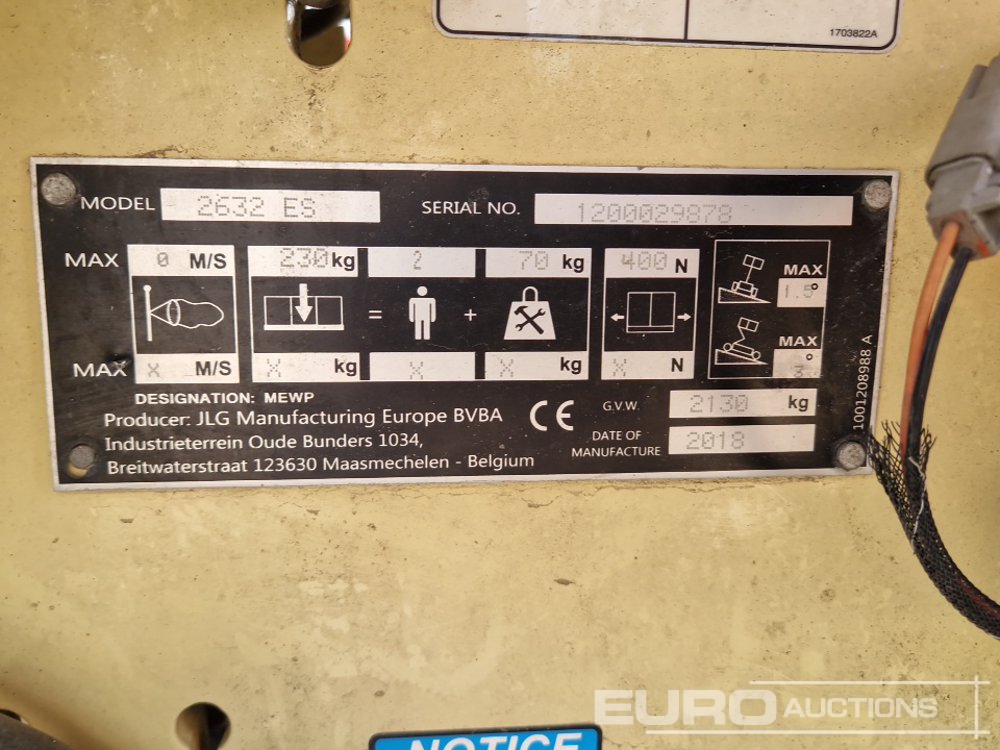 1703822A
MODEL 2632 ES SERIAL NO. 1200029878
MAX 0 M/S 230 kg 2 70 kg 400 N
MAX 1.5°
= +
MAX 3°
MAX X M/S X kg X X kg X N
DESIGNATION: MEWP
Producer: JLG Manufacturing Europe BVBA
Industrieterrein Oude Bunders 1034,
Breitwaterstraat 123630 Maasmechelen - Belgium
CE
G.V.W. 2130 kg
DATE OF
MANUFACTURE 2018
1001208988 A
NOTICE
EURO AUCTIONS